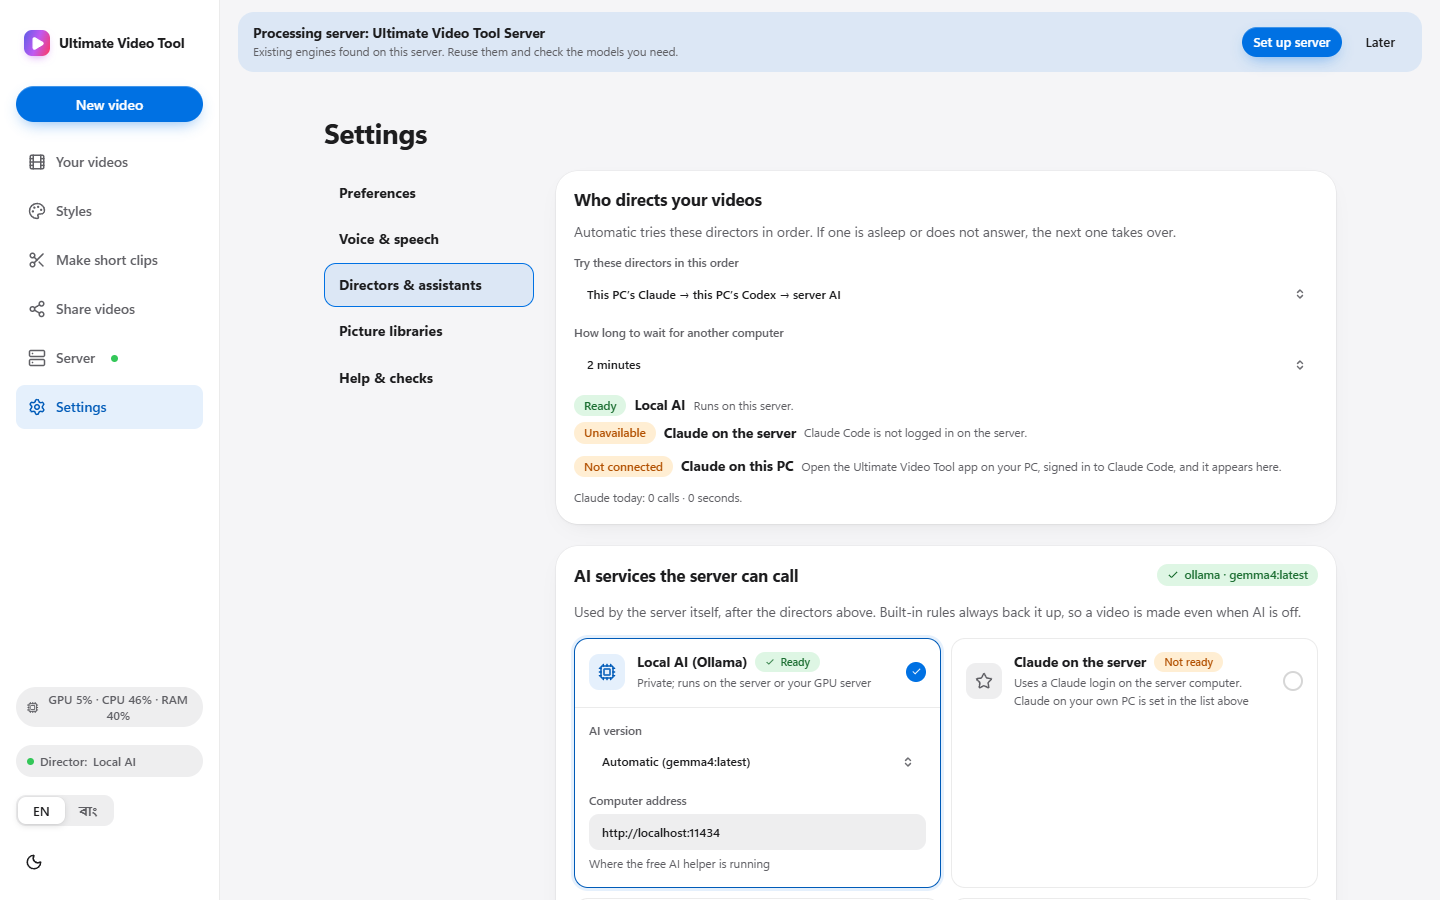 Ultimate Video Tool
New video
Your videos
Styles
Make short clips
Share videos
Server
Settings
GPU 5% · CPU 46% · RAM
40%
Director: Local AI
EN বাং
Processing server: Ultimate Video Tool Server
Existing engines found on this server. Reuse them and check the models you need.
Set up server Later
Settings
Preferences
Voice & speech
Directors & assistants
Picture libraries
Help & checks
Who directs your videos
Automatic tries these directors in order. If one is asleep or does not answer, the next one takes over.
Try these directors in this order
This PC's Claude → this PC's Codex → server AI
How long to wait for another computer
2 minutes
Ready Local AI Runs on this server.
Unavailable Claude on the server Claude Code is not logged in on the server.
Not connected Claude on this PC Open the Ultimate Video Tool app on your PC, signed in to Claude Code, and it appears here.
Claude today: 0 calls · 0 seconds.
AI services the server can call ollama · gemma4:latest
Used by the server itself, after the directors above. Built-in rules always back it up, so a video is made even when AI is off.
Local AI (Ollama) Ready
Private; runs on the server or your GPU server
AI version
Automatic (gemma4:latest)
Computer address
http://localhost:11434
Where the free AI helper is running
Claude on the server Not ready
Uses a Claude login on the server computer.
Claude on your own PC is set in the list above